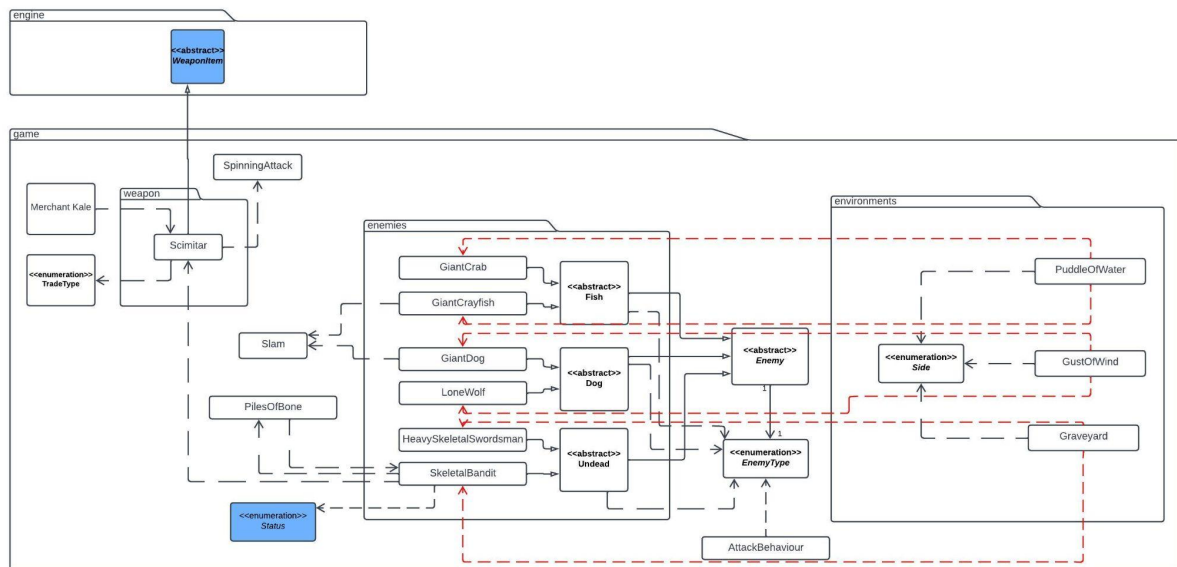 engine
<<abstract>>
WeaponItem
game
SpinningAttack
Merchant Kale
weapon
Scimitar
<<enumeration>>
TradeType
enemies
environments
GiantCrab
<<abstract>>
Fish
GiantCrayfish
PuddleOfWater
Slam
GiantDog
<<abstract>>
Dog
LoneWolf
<<abstract>>
Enemy
1
1
<<enumeration>>
Side
GustOfWind
PilesOfBone
HeavySkeletalSwordsman
<<abstract>>
Undead
SkeletalBandit
<<enumeration>>
EnemyType
Graveyard
<<enumeration>>
Status
AttackBehaviour